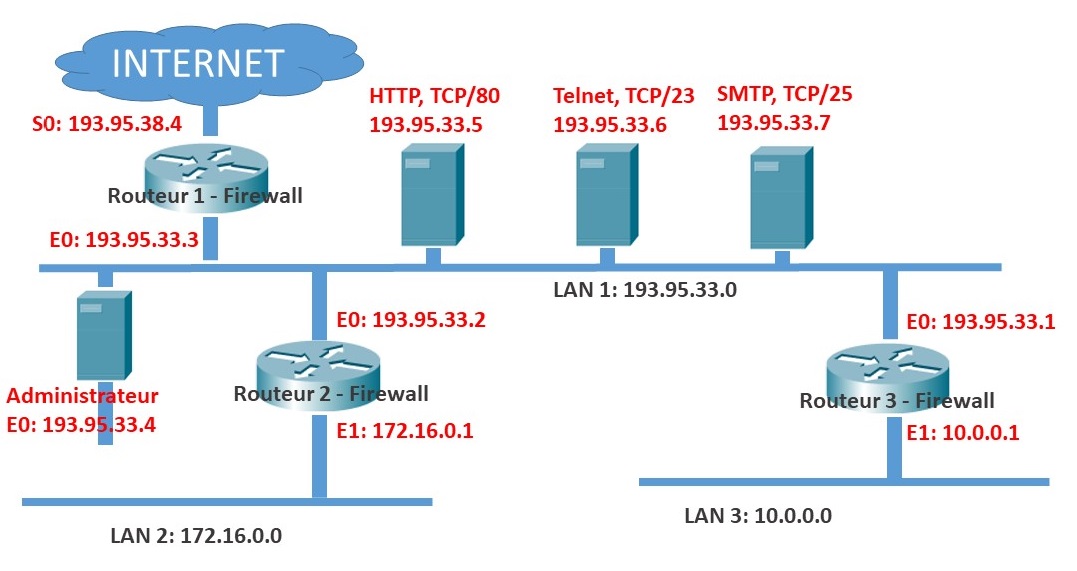 INTERNET
S0: 193.95.38.4
Routeur 1 - Firewall
E0: 193.95.33.3
HTTP, TCP/80
193.95.33.5
Telnet, TCP/23
193.95.33.6
SMTP, TCP/25
193.95.33.7
LAN 1: 193.95.33.0
Administrateur
E0: 193.95.33.4
E0: 193.95.33.2
Routeur 2 - Firewall
E1: 172.16.0.1
LAN 2: 172.16.0.0
E0: 193.95.33.1
Routeur 3 - Firewall
E1: 10.0.0.1
LAN 3: 10.0.0.0